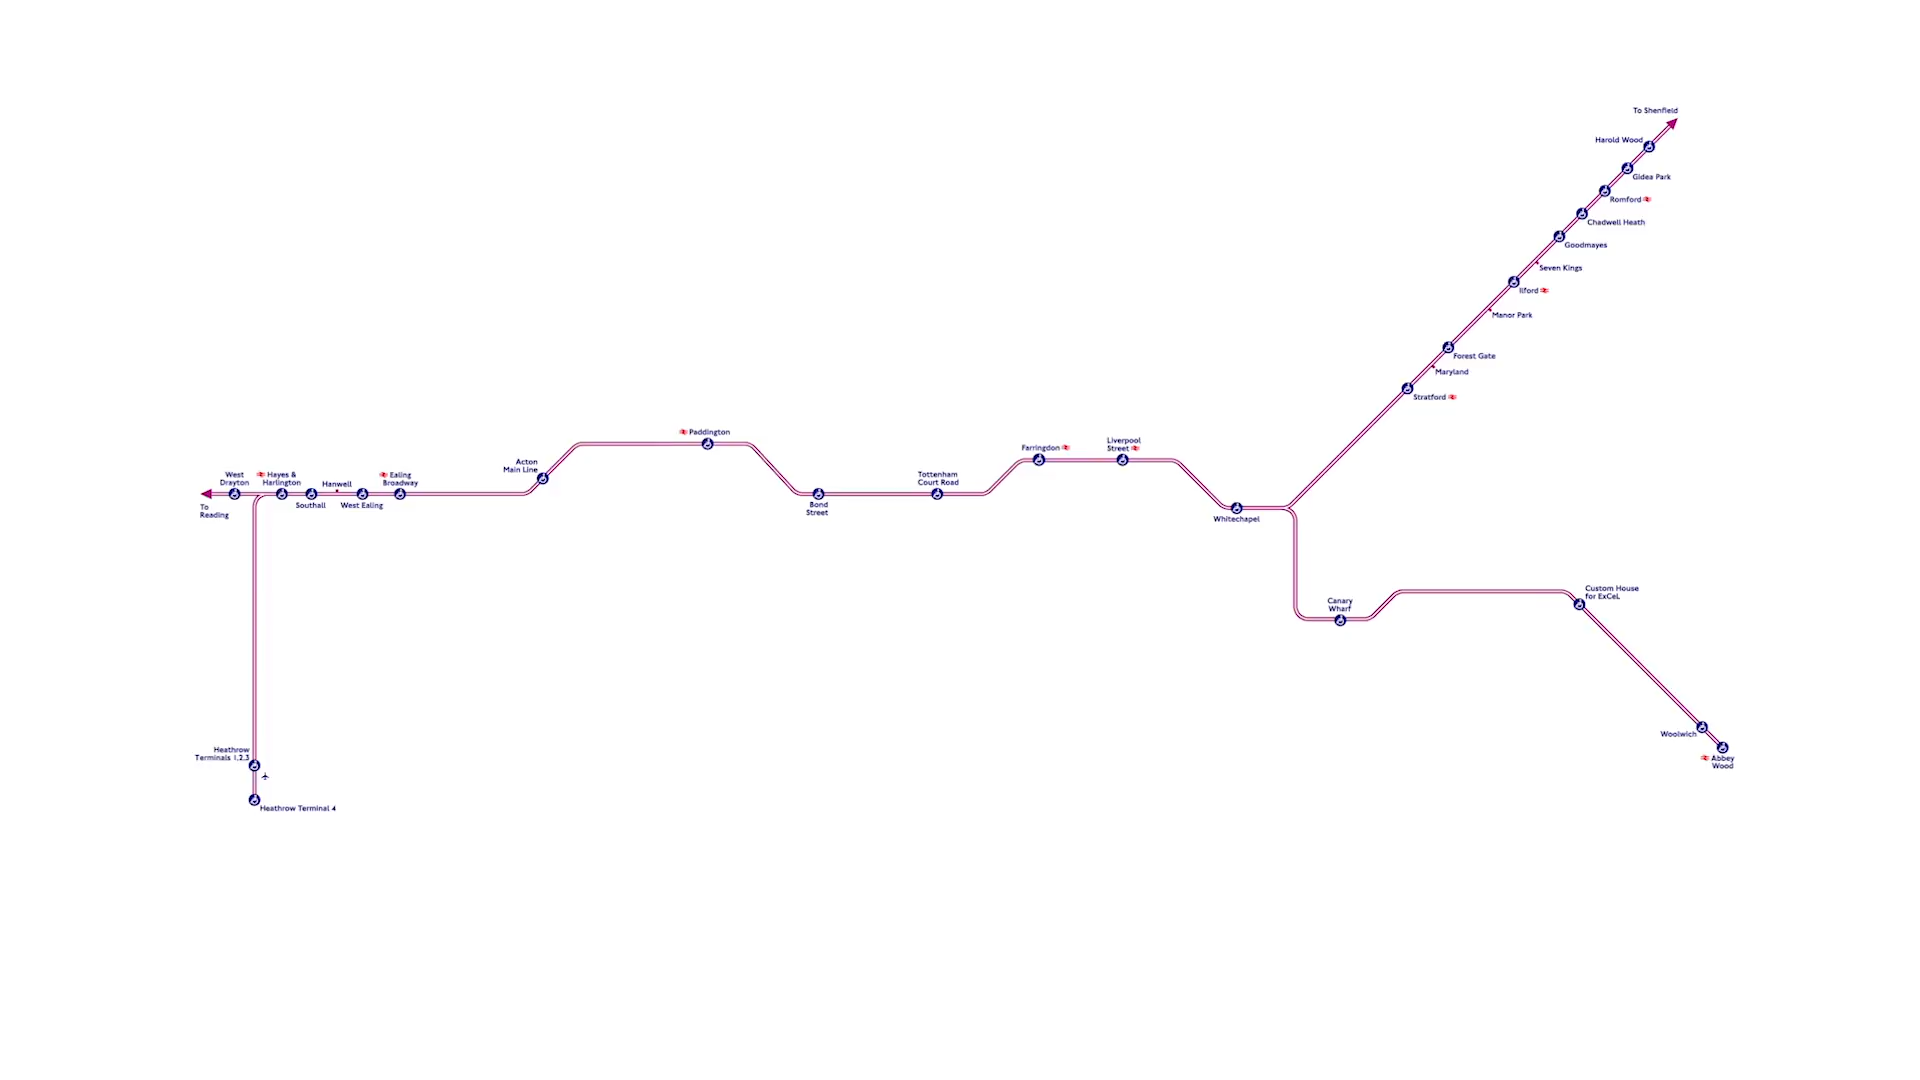 To Shenfield
Harold Wood
Gidea Park
Romford
Chadwell Heath
Goodmayes
Seven Kings
Ilford
Manor Park
Forest Gate
Maryland
Stratford
Paddington
Liverpool
Street
Farringdon
Acton
Main Line
West
Drayton
Hayes &
Harlington
Hanwell
Ealing
Broadway
Tottenham
Court Road
To
Reading
Southall
West Ealing
Bond
Street
Whitechapel
Canary
Wharf
Custom House
for ExCeL
Woolwich
Abbey
Wood
Heathrow
Terminals 1,2,3
Heathrow Terminal 4